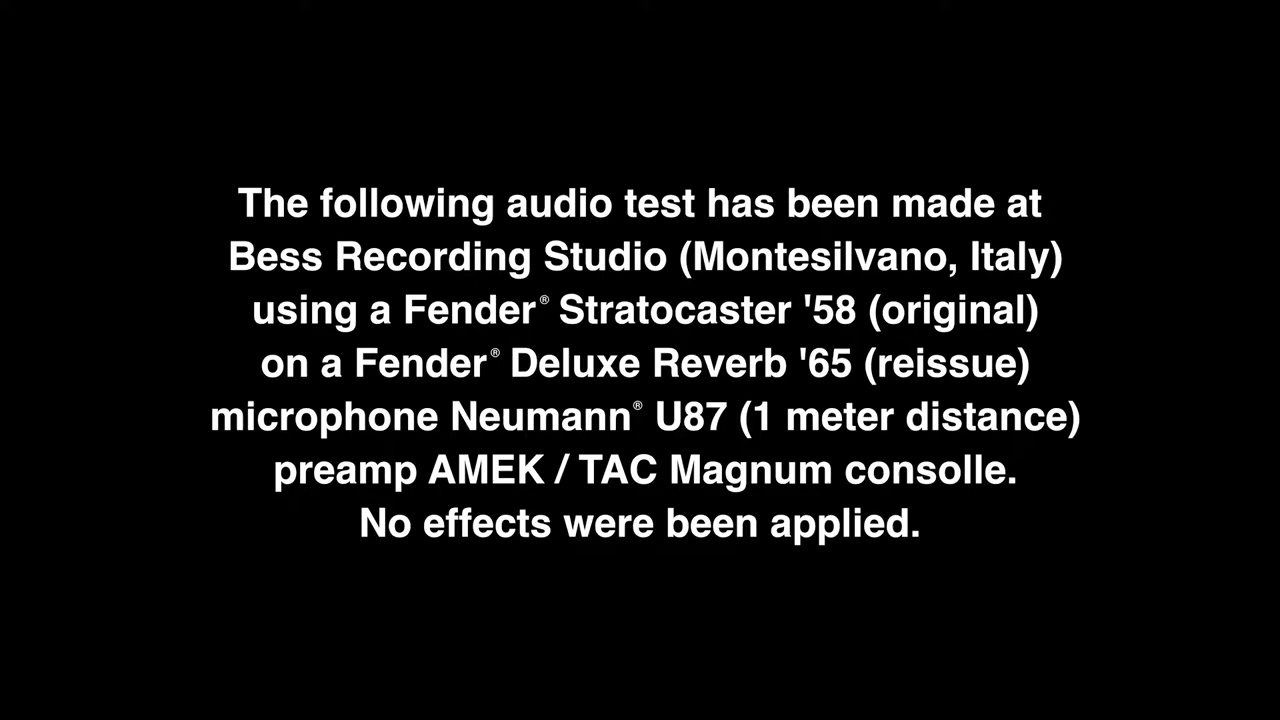 The following audio test has been made at
Bess Recording Studio (Montesilvano, Italy)
using a Fender® Stratocaster '58 (original)
on a Fender® Deluxe Reverb '65 (reissue)
microphone Neumann® U87 (1 meter distance)
preamp AMEK / TAC Magnum consolle.
No effects were been applied.